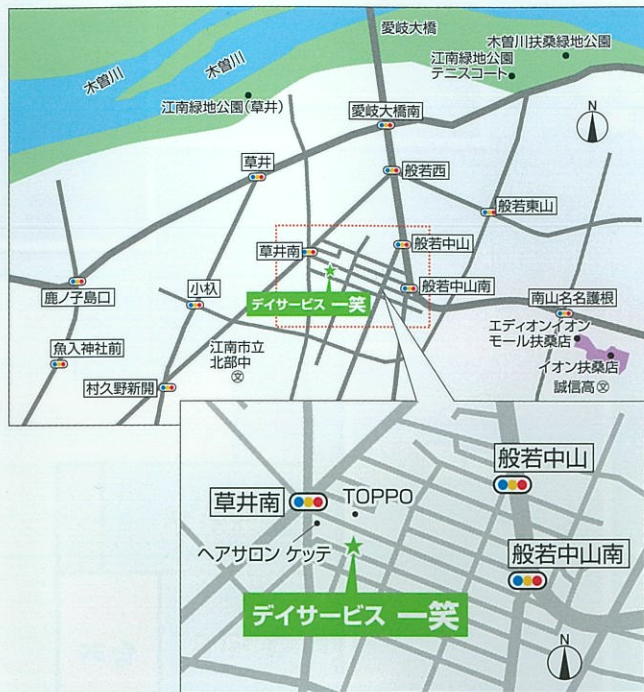 愛岐大橋
木曽川扶桑緑地公園
江南緑地公園
テニスコート
木曽川
木曽川
江南緑地公園(草井)
愛岐大橋南
N
草井
般若西
般若東山
草井南
般若中山
鹿ノ子島口
小杁
般若中山南
デイサービス 一笑
南山名名護根
エディオンイオン
モール扶桑店
魚入神社前
江南市立
北部中
文
イオン扶桑店
村久野新開
誠信高
文
般若中山
草井南
TOPPO
ヘアサロン ケッテ
般若中山南
デイサービス 一笑
N